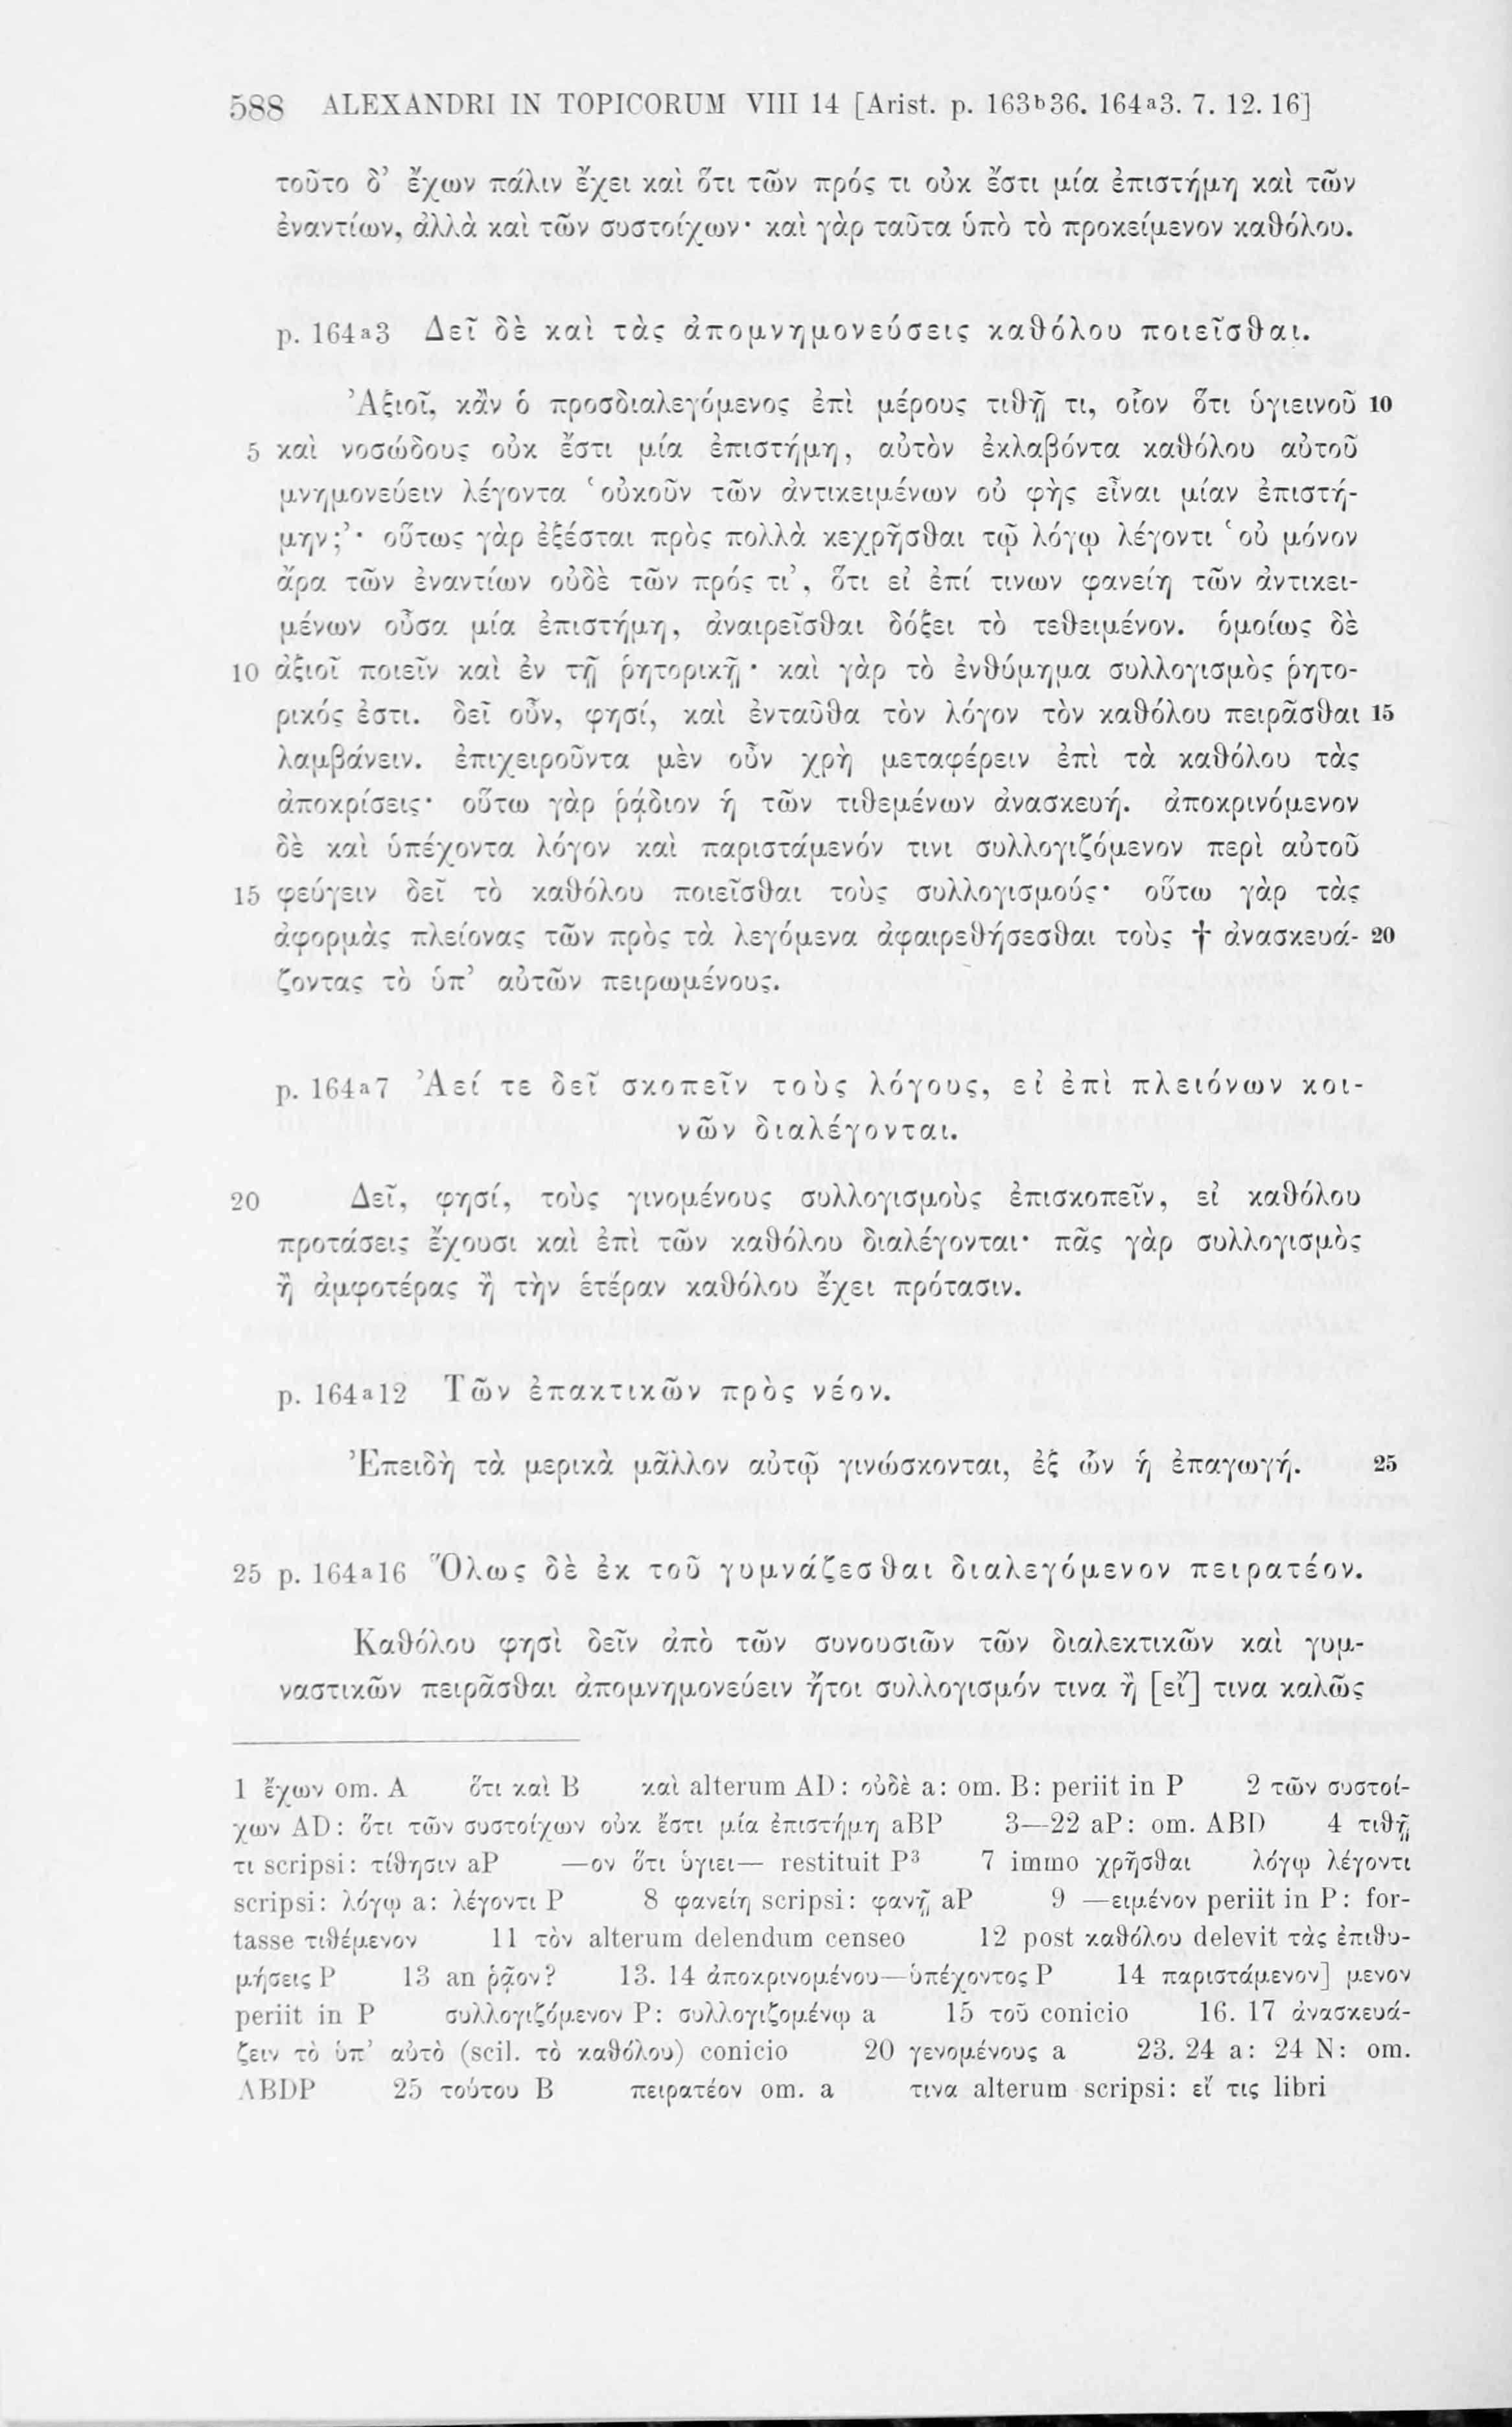 588 ALEXANDRI IN TOPICORUM VIII 14 [Arist. p. 163b36. 164a3. 7. 12. 16]
τοῦτο δ’ ἔχων πάλιν ἔχει καὶ ὅτι τῶν πρός τι οὐκ ἔστι μία ἐπιστήμη καὶ τῶν
ἐναντίων, ἀλλὰ καὶ τῶν συστοίχων· καὶ γὰρ ταῦτα ὑπὸ τὸ προκείμενον καθόλου.
p. 164a3 Δεῖ δὲ καὶ τὰς ἀπομνημονεύσεις καθόλου ποιεῖσθαι.
Ἀξιοῖ, κἂν ὁ προσδιαλεγόμενος ἐπὶ μέρους τιθῇ τι, οἷον ὅτι ὑγιεινοῦ 10
5 καὶ νοσώδους οὐκ ἔστι μία ἐπιστήμη, αὐτὸν ἐκλαβόντα καθόλου αὐτοῦ
μνημονεύειν λέγοντα ‘οὐκοῦν τῶν ἀντικειμένων οὐ φῂς εἶναι μίαν ἐπιστή-
μην;’· οὕτως γὰρ ἐξέσται πρὸς πολλὰ κεχρῆσθαι τῷ λόγῳ λέγοντι ‘οὐ μόνον
ἄρα τῶν ἐναντίων οὐδὲ τῶν πρός τι’, ὅτι εἰ ἐπί τινων φανείη τῶν ἀντικει-
μένων οὖσα μία ἐπιστήμη, ἀναιρεῖσθαι δόξει τὸ τεθειμένον. ὁμοίως δὲ
10 ἀξιοῖ ποιεῖν καὶ ἐν τῇ ῥητορικῇ· καὶ γὰρ τὸ ἐνθύμημα συλλογισμὸς ῥητο-
ρικός ἐστι. δεῖ οὖν, φησί, καὶ ἐνταῦθα τὸν λόγον τὸν καθόλου πειρᾶσθαι 15
λαμβάνειν. ἐπιχειροῦντα μὲν οὖν χρὴ μεταφέρειν ἐπὶ τὰ καθόλου τὰς
ἀποκρίσεις· οὕτω γὰρ ῥᾴδιον ἡ τῶν τιθεμένων ἀνασκευή. ἀποκρινόμενον
δὲ καὶ ὑπέχοντα λόγον καὶ παριστάμενόν τινι συλλογιζόμενον περὶ αὐτοῦ
15 φεύγειν δεῖ τὸ καθόλου ποιεῖσθαι τοὺς συλλογισμούς· οὕτω γὰρ τὰς
ἀφορμὰς πλείονας τῶν πρὸς τὰ λεγόμενα ἀφαιρεθήσεσθαι τοὺς † ἀνασκευά- 20
ζοντας τὸ ὑπ’ αὐτῶν πειρωμένους.
p. 164a7 Ἀεί τε δεῖ σκοπεῖν τοὺς λόγους, εἰ ἐπὶ πλειόνων κοι-
νῶν διαλέγονται.
20 Δεῖ, φησί, τοὺς γινομένους συλλογισμοὺς ἐπισκοπεῖν, εἰ καθόλου
προτάσεις ἔχουσι καὶ ἐπὶ τῶν καθόλου διαλέγονται· πᾶς γὰρ συλλογισμὸς
ἢ ἀμφοτέρας ἢ τὴν ἑτέραν καθόλου ἔχει πρότασιν.
p. 164a12 Τῶν ἐπακτικῶν πρὸς νέον.
Ἐπειδὴ τὰ μερικὰ μᾶλλον αὐτῷ γινώσκονται, ἐξ ὧν ἡ ἐπαγωγή. 25
25 p. 164a16 Ὅλως δὲ ἐκ τοῦ γυμνάζεσθαι διαλεγόμενον πειρατέον.
Καθόλου φησὶ δεῖν ἀπὸ τῶν συνουσιῶν τῶν διαλεκτικῶν καὶ γυμ-
ναστικῶν πειρᾶσθαι ἀπομνημονεύειν ἤτοι συλλογισμόν τινα ἢ [εἴ] τινα καλῶς
1 ἔχων om. A ὅτι καὶ B καὶ alterum AD: οὐδὲ a: om. B: periit in P 2 τῶν συστοί-
χων AD: ὅτι τῶν συστοίχων οὐκ ἔστι μία ἐπιστήμη aBP 3—22 aP: om. ABD 4 τιθῇ
τι scripsi: τίθησιν aP —ον ὅτι ὑγιει— restituit P³ 7 immo χρῆσθαι λόγῳ λέγοντι
scripsi: λόγῳ a: λέγοντι P 8 φανείη scripsi: φανῇ aP 9 —ειμένον periit in P: for-
tasse τιθέμενον 11 τὸν alterum delendum censeo 12 post καθόλου delevit τὰς ἐπιθυ-
μήσεις P 13 an ῥᾷον? 13. 14 ἀποκρινομένου—ὑπέχοντος P 14 παριστάμενον] μενον
periit in P συλλογιζόμενον P: συλλογιζομένῳ a 15 τοῦ conicio 16. 17 ἀνασκευά-
ζειν τὸ ὑπ’ αὐτὸ (scil. τὸ καθόλου) conicio 20 γενομένους a 23. 24 a: 24 N: om.
ABDP 25 τούτου B πειρατέον om. a τινα alterum scripsi: εἴ τις libri